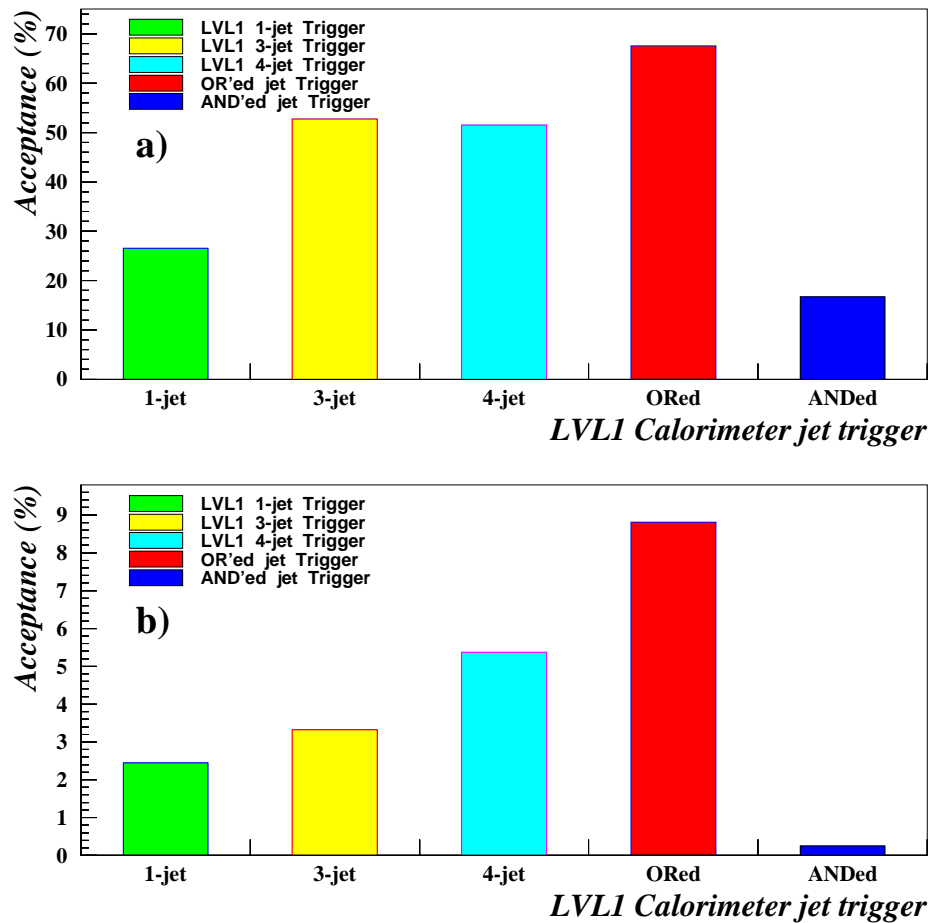 Acceptance (%)
70
60
50
40
30
20
10
0
LVL1 1-jet Trigger
LVL1 3-jet Trigger
LVL1 4-jet Trigger
OR'ed jet Trigger
AND'ed jet Trigger
a)
1-jet 3-jet 4-jet ORed ANDed
LVL1 Calorimeter jet trigger
Acceptance (%)
9
8
7
6
5
4
3
2
1
0
LVL1 1-jet Trigger
LVL1 3-jet Trigger
LVL1 4-jet Trigger
OR'ed jet Trigger
AND'ed jet Trigger
b)
1-jet 3-jet 4-jet ORed ANDed
LVL1 Calorimeter jet trigger